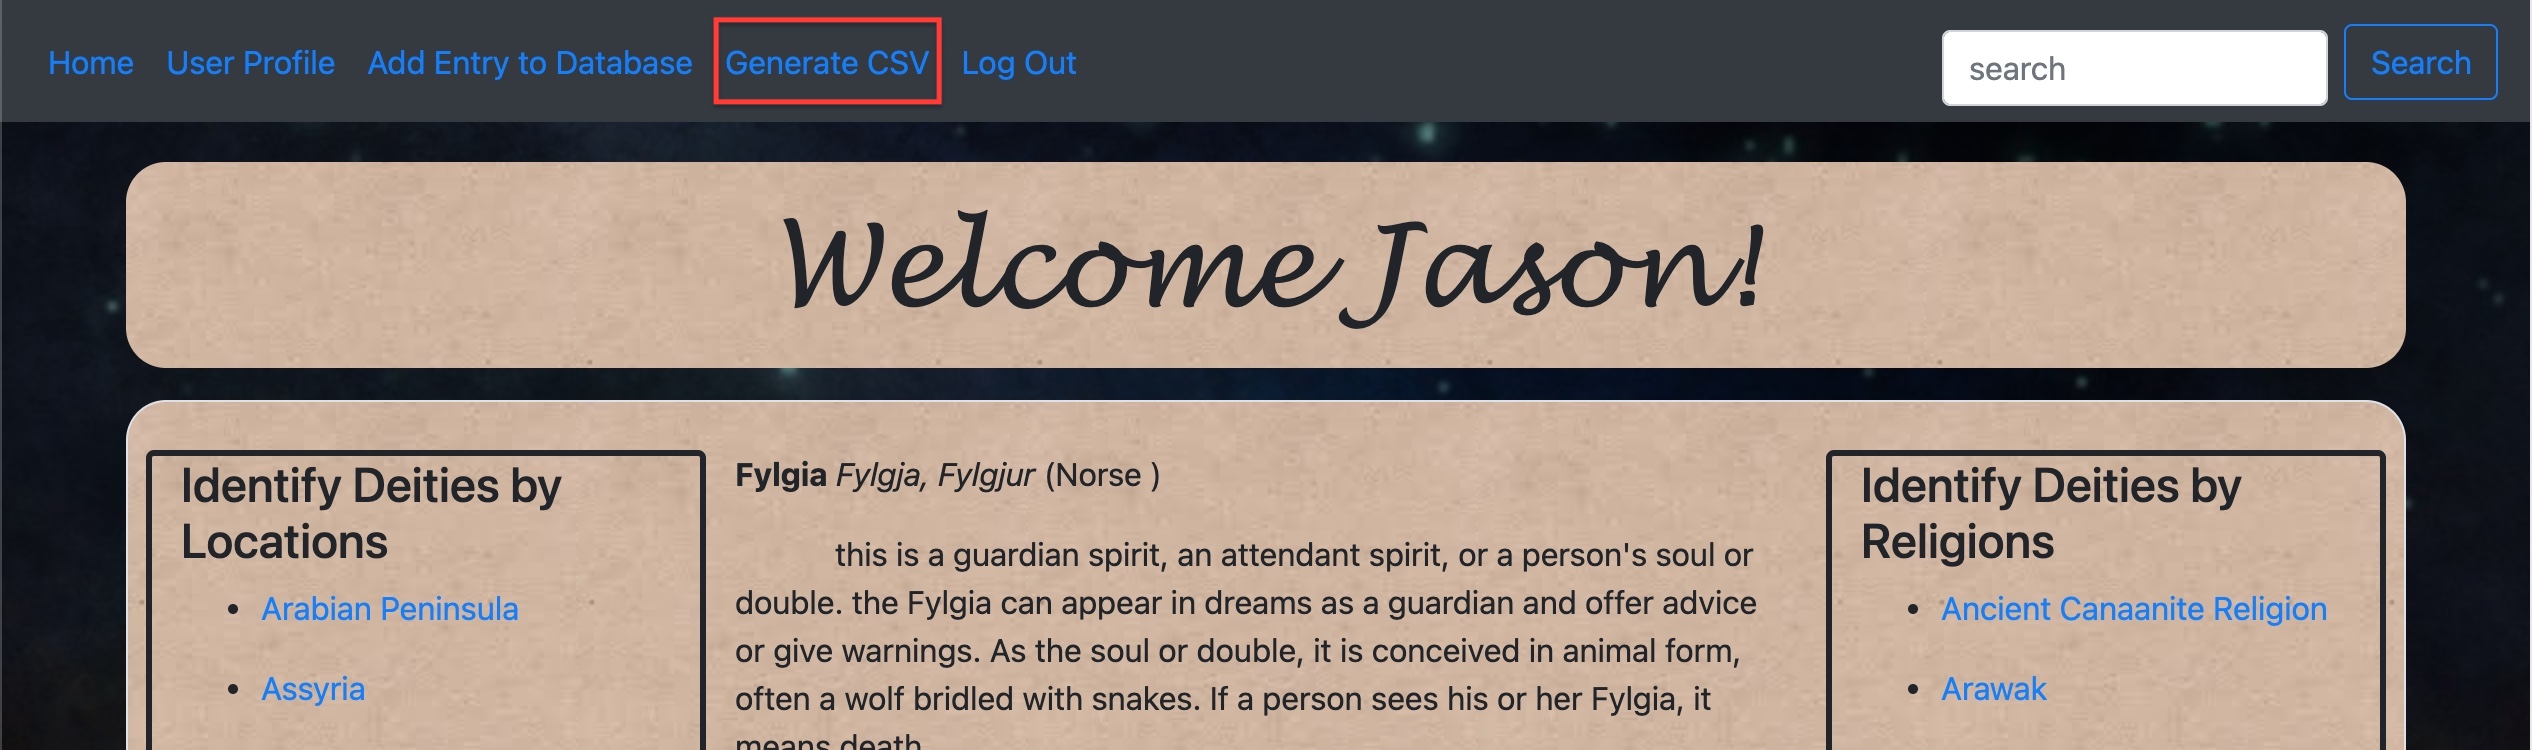 Home User Profile Add Entry to Database Generate CSV Log Out search Search
Welcome Jason!
Identify Deities by
Locations
• Arabian Peninsula
• Assyria
Fylgia Fylgja, Fylgjur (Norse )
this is a guardian spirit, an attendant spirit, or a person's soul or
double. the Fylgia can appear in dreams as a guardian and offer advice
or give warnings. As the soul or double, it is conceived in animal form,
often a wolf bridled with snakes. If a person sees his or her Fylgia, it
means death
Identify Deities by
Religions
• Ancient Canaanite Religion
• Arawak